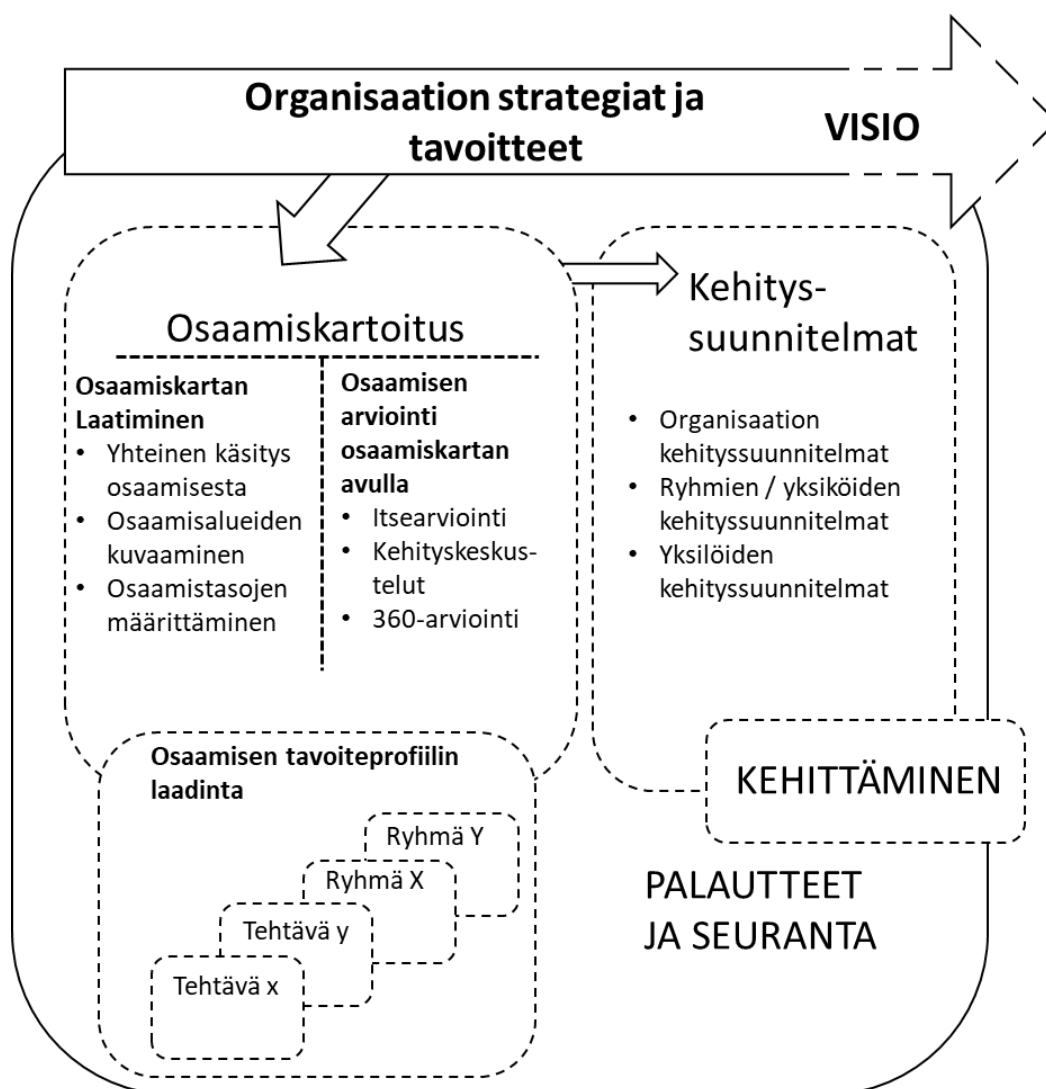 Organisaation strategiat ja
tavoitteet
VISIO
Osaamiskartoitus
Osaamiskartan
Laatiminen
• Yhteinen käsitys
osaamisesta
• Osaamisalueiden
kuvaaminen
• Osaamistasojen
määrittäminen
Osaamisen
arviointi
osaamiskartan
avulla
• Itsearviointi
• Kehityskeskus-
telut
• 360-arviointi
Kehitys-
suunnitelmat
• Organisaation
kehityssuunnitelmat
• Ryhmien / yksiköiden
kehityssuunnitelmat
• Yksilöiden
kehityssuunnitelmat
Osaamisen tavoiteprofiilin
laadinta
Ryhmä Y
Ryhmä X
Tehtävä y
Tehtävä x
KEHITTÄMINEN
PALAUTTEET
JA SEURANTA